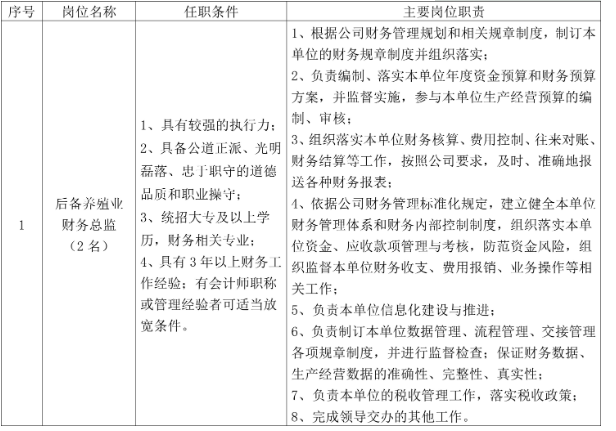 序号 岗位名称 任职条件 主要岗位职责
1
后备养殖业
财务总监
（2 名）
1、具有较强的执行力；
2、具备公道正派、光明
磊落、忠于职守的道德
品质和职业操守；
3、统招大专及以上学
历，财务相关专业；
4、具有 3 年以上财务工
作经验；有会计师职称
或管理经验者可适当放
宽条件。
1、根据公司财务管理规划和相关规章制度，制订本
单位的财务规章制度并组织落实；
2、负责编制、落实本单位年度资金预算和财务预算
方案，并监督实施，参与本单位生产经营预算的编
制、审核；
3、组织落实本单位财务核算、费用控制、往来对账、
财务结算等工作，按照公司要求，及时、准确地报
送各种财务报表；
4、依据公司财务管理标准化规定，建立健全本单位
财务管理体系和财务内部控制制度，组织落实本单
位资金、应收款项管理与考核，防范资金风险，组
织监督本单位财务收支、费用报销、业务操作等相
关工作；
5、负责本单位信息化建设与推进；
6、负责制订本单位数据管理、流程管理、交接管理
各项规章制度，并进行监督检查；保证财务数据、
生产经营数据的准确性、完整性、真实性；
7、负责本单位的税收管理工作，落实税收政策；
8、完成领导交办的其他工作。